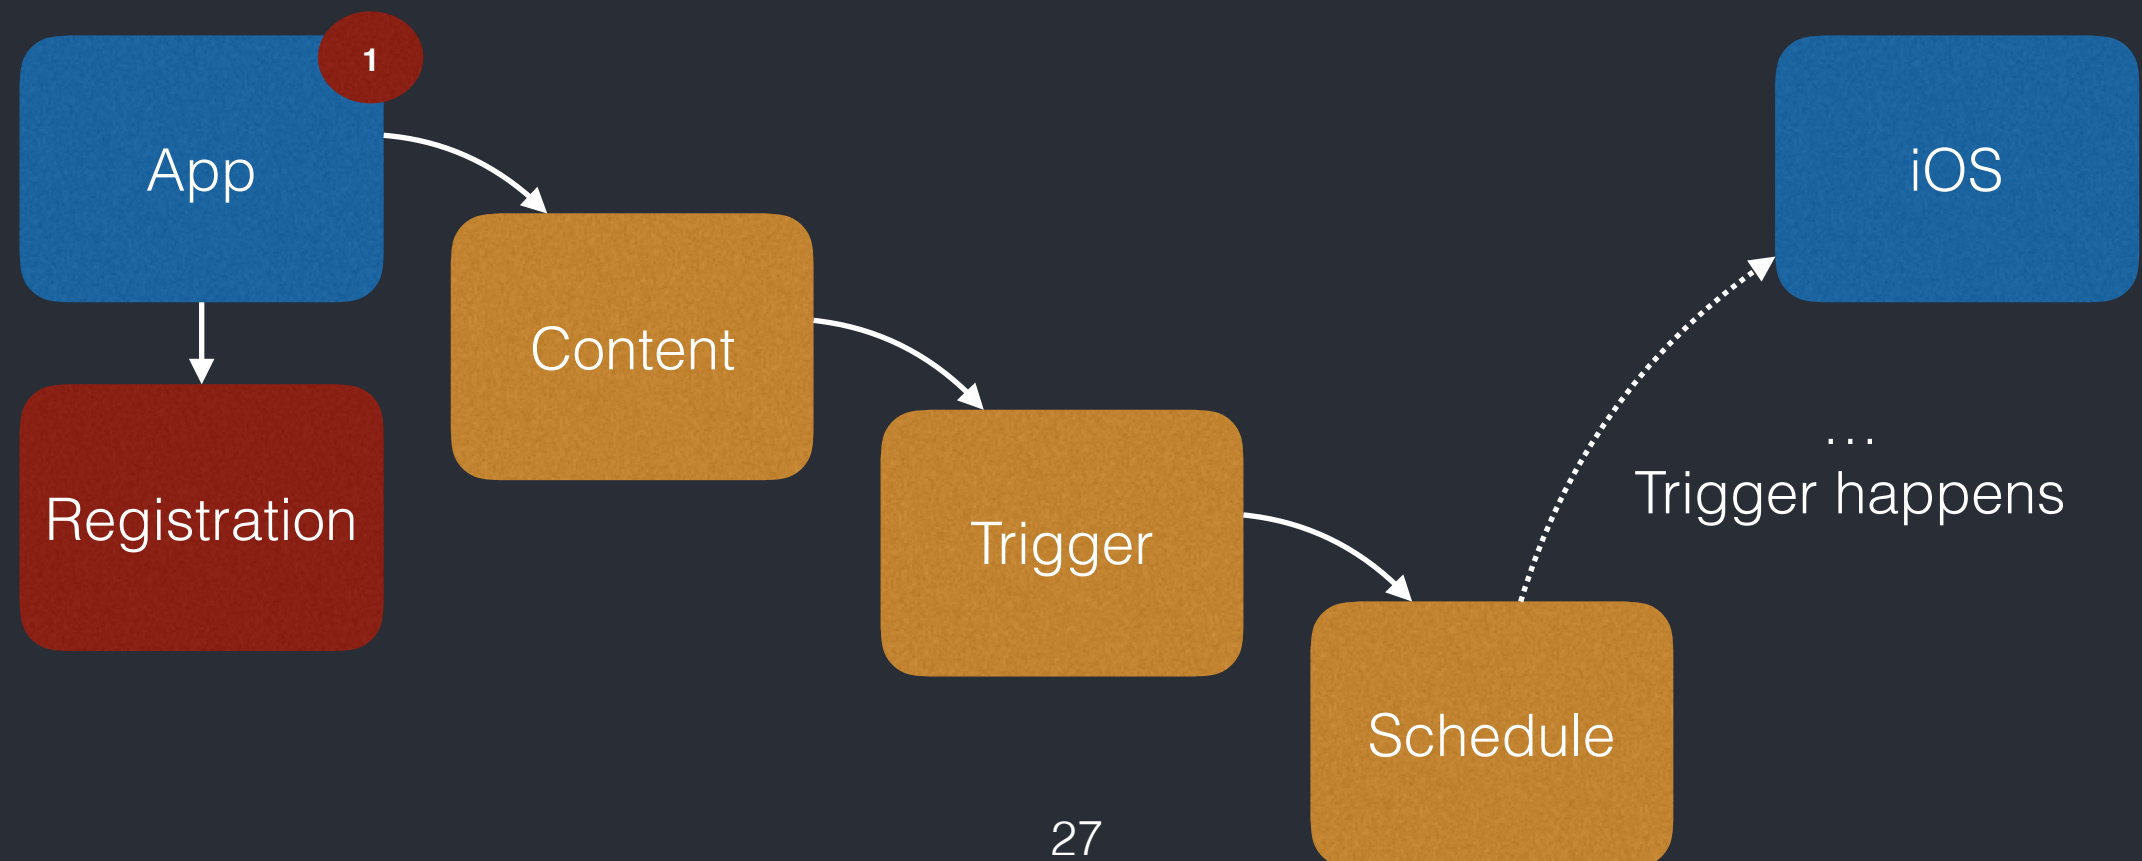 1
App
iOS
Content
Registration
…
Trigger happens
Trigger
Schedule
27